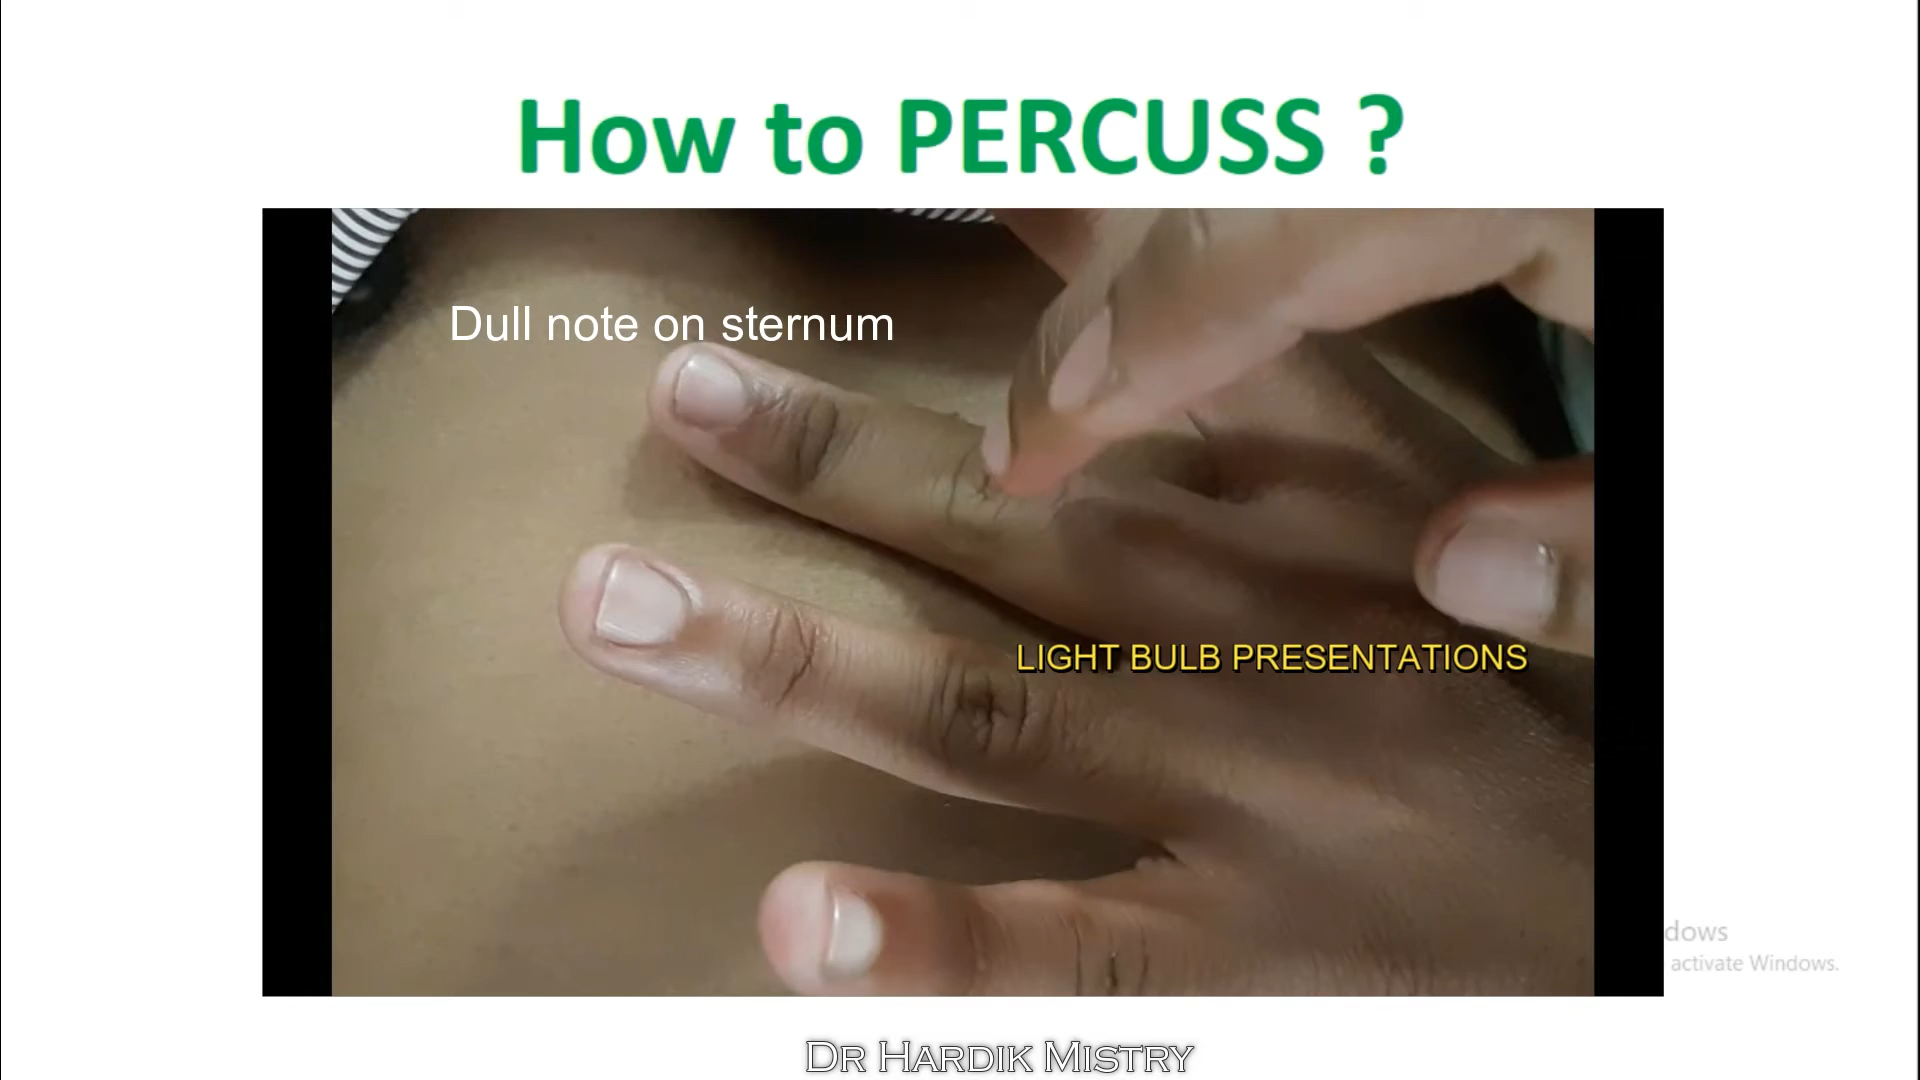 How to PERCUSS ?
Dull note on sternum
LIGHT BULB PRESENTATIONS
dows
activate Windows.
DR HARDIK MISTRY